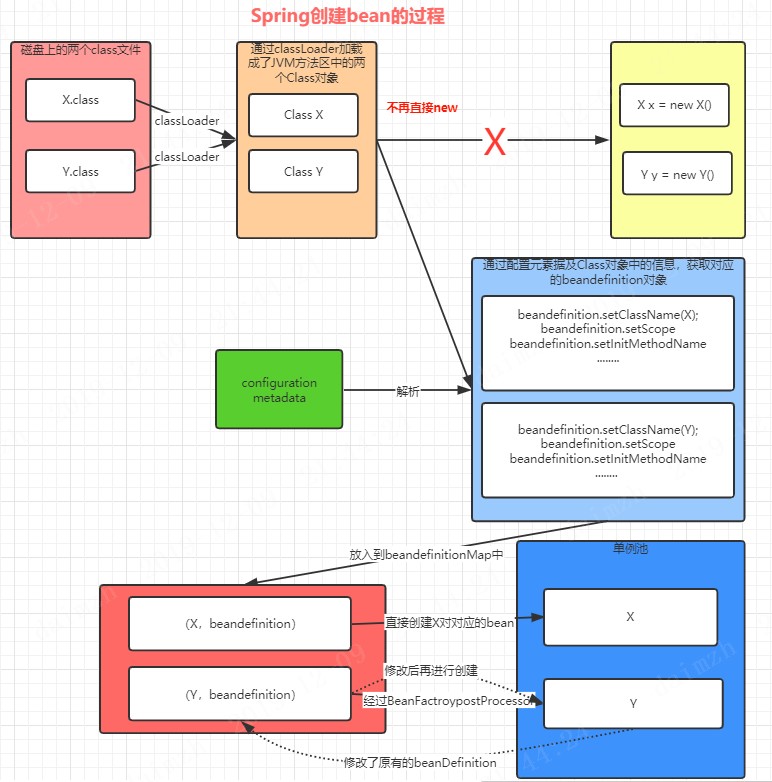 Spring创建bean的过程
磁盘上的两个class文件
X.class
Y.class
classLoader
classLoader
通过classLoader加载
成了JVM方法区中的两
个Class对象
Class X
Class Y
不再直接new
X
X x = new X()
Y y = new Y()
通过配置元素据及Class对象中的信息，获取对应
的beandefinition对象
beandefinition.setClassName(X);
beandefinition.setScope
beandefinition.setInitMethodName
........
beandefinition.setClassName(Y);
beandefinition.setScope
beandefinition.setInitMethodName
........
configuration
metadata
解析
放入到beandefinitionMap中
(X，beandefinition)
(Y，beandefinition)
直接创建X对对应的bean
修改后再进行创建
经过BeanFactroypostProcessor
修改了原有的beanDefinition
单例池
X
Y